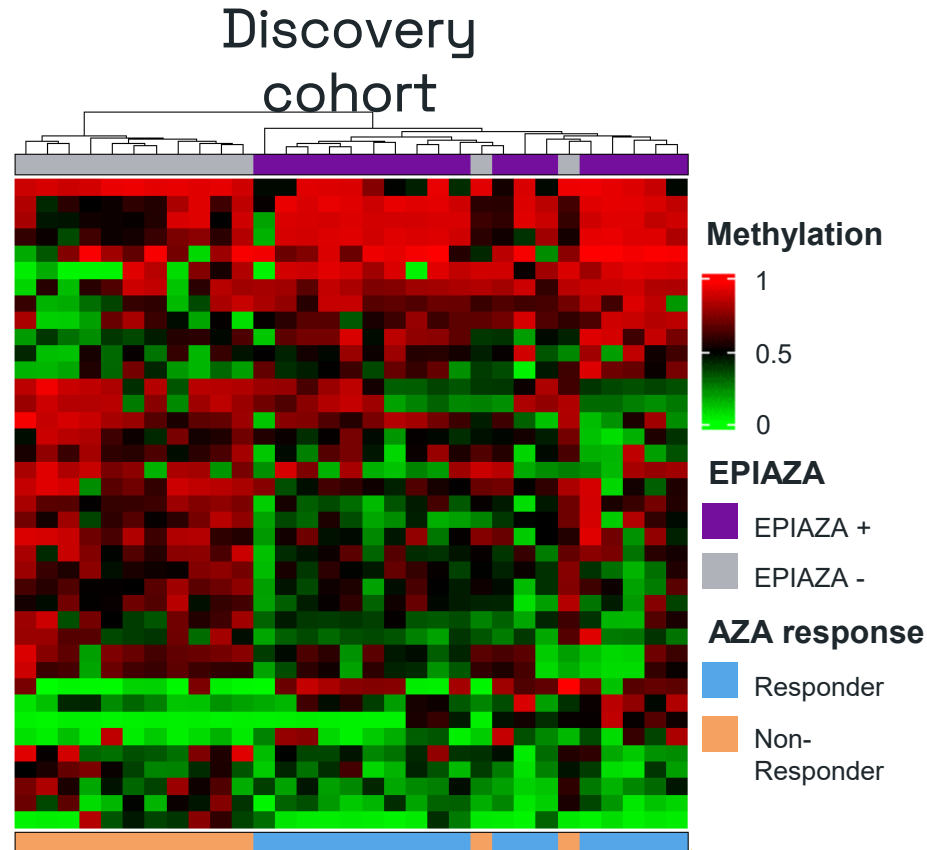 Discovery
cohort
Methylation
1
0.5
0
EPIAZA
EPIAZA +
EPIAZA -
AZA response
Responder
Non-
Responder